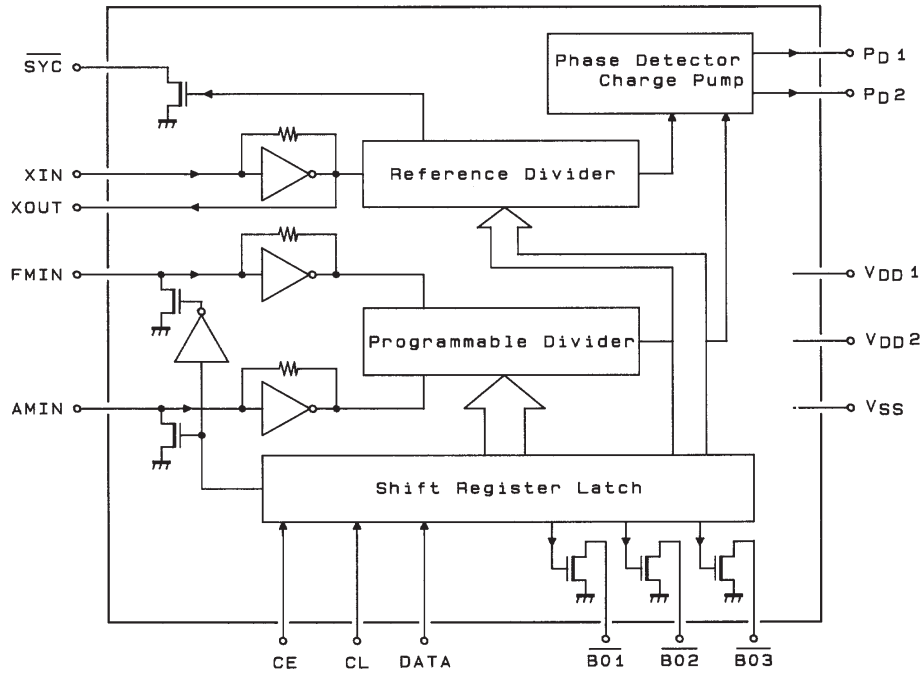 SYC
Phase Detector
Charge Pump
PD1
PD2
XIN
Reference Divider
XOUT
FMIN
VDD1
Programmable Divider
VDD2
AMIN
VSS
Shift Register Latch
CE
CL
DATA
BO1
BO2
BO3